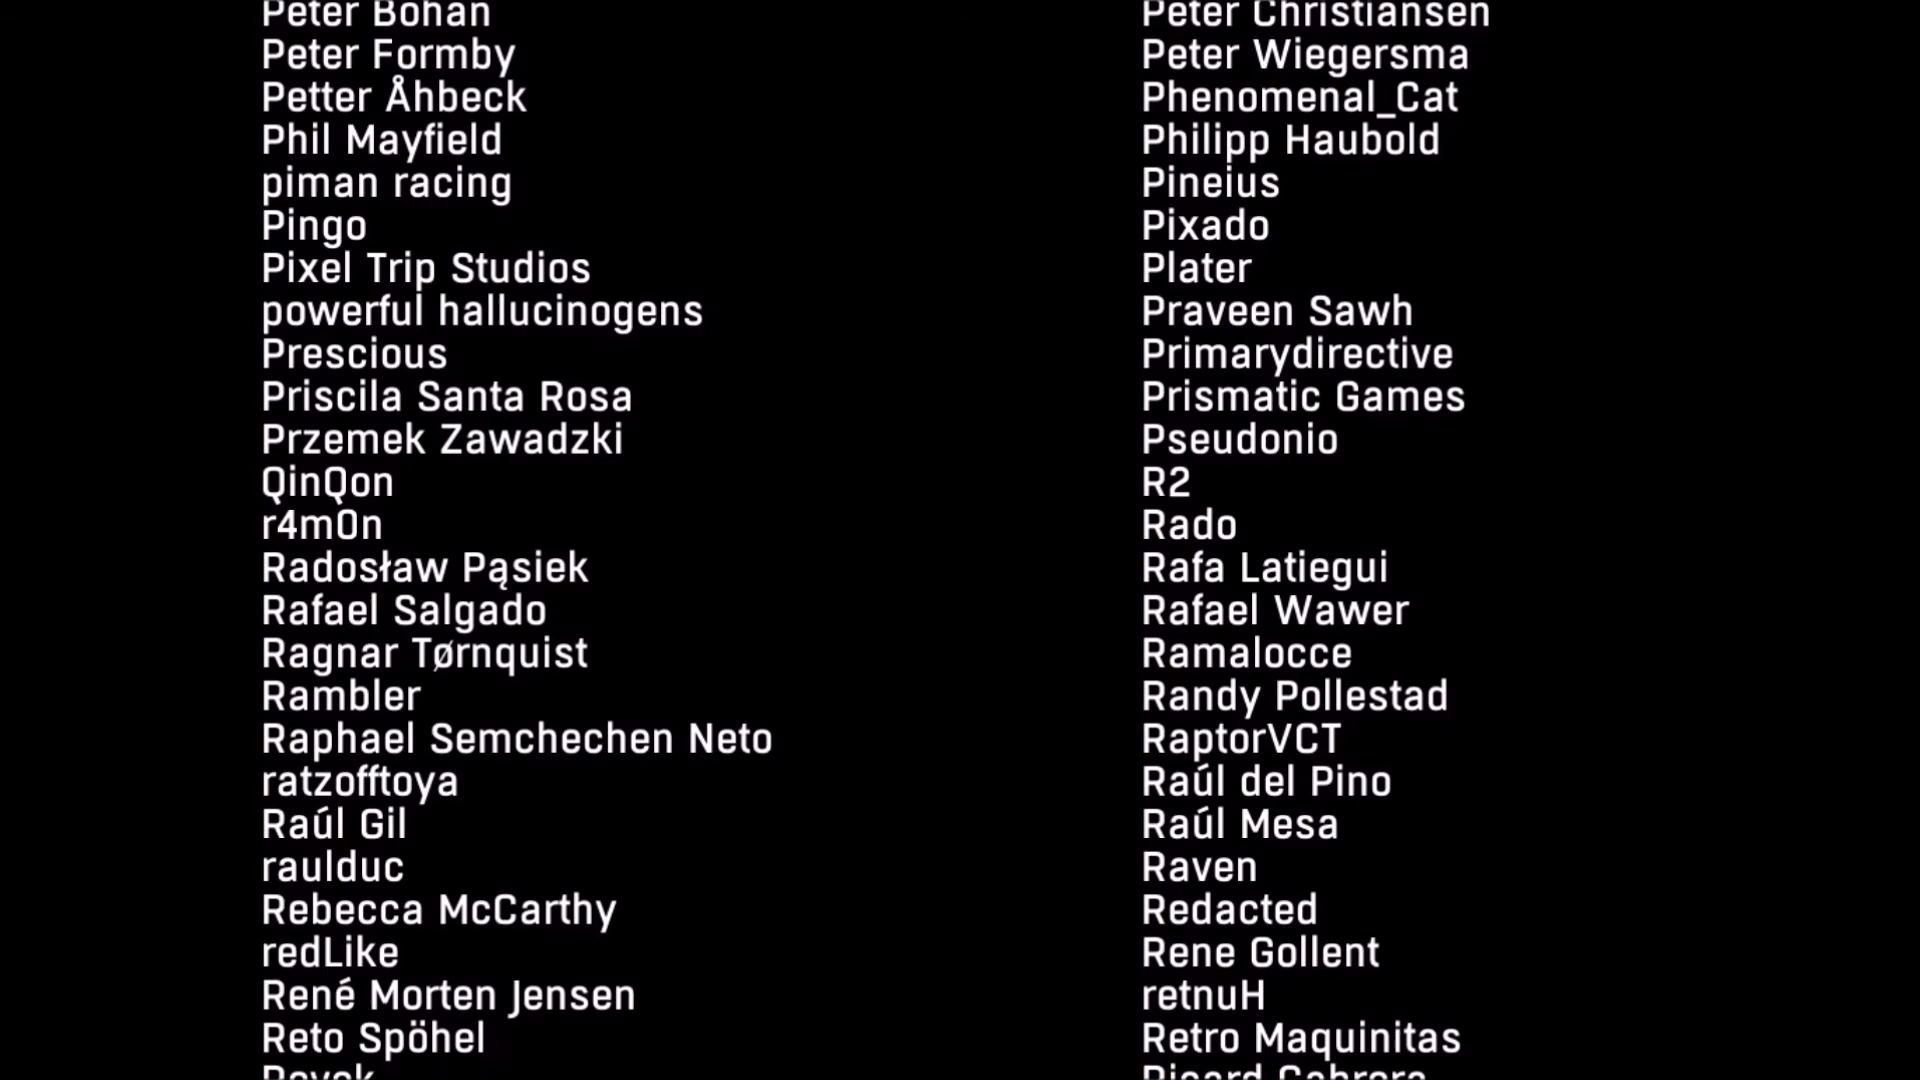 Peter Bohan
Peter Christiansen
Peter Formby
Peter Wiegersma
Petter Åhbeck
Phenomenal_Cat
Phil Mayfield
Philipp Haubold
piman racing
Pineius
Pingo
Pixado
Pixel Trip Studios
Plater
powerful hallucinogens
Praveen Sawh
Prescious
Primarydirective
Priscila Santa Rosa
Prismatic Games
Przemek Zawadzki
Pseudonio
QinQon
R2
r4m0n
Rado
Radosław Pąsiek
Rafa Latiegui
Rafael Salgado
Rafael Wawer
Ragnar Tørnquist
Ramalocce
Rambler
Randy Pollestad
Raphael Semchechen Neto
RaptorVCT
ratzofftoya
Raúl del Pino
Raúl Gil
Raúl Mesa
raulduc
Raven
Rebecca McCarthy
Redacted
redLike
Rene Gollent
René Morten Jensen
retnuH
Reto Spöhel
Retro Maquinitas